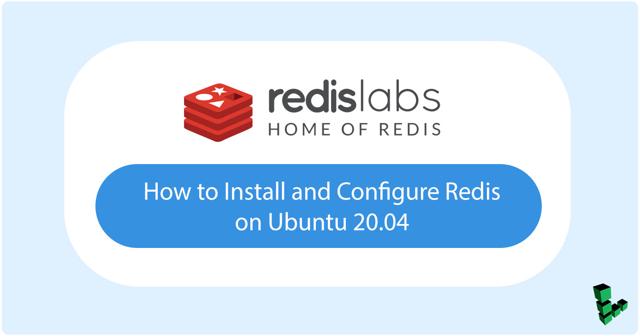 redislabs
HOME OF REDIS
How to Install and Configure Redis
on Ubuntu 20.04